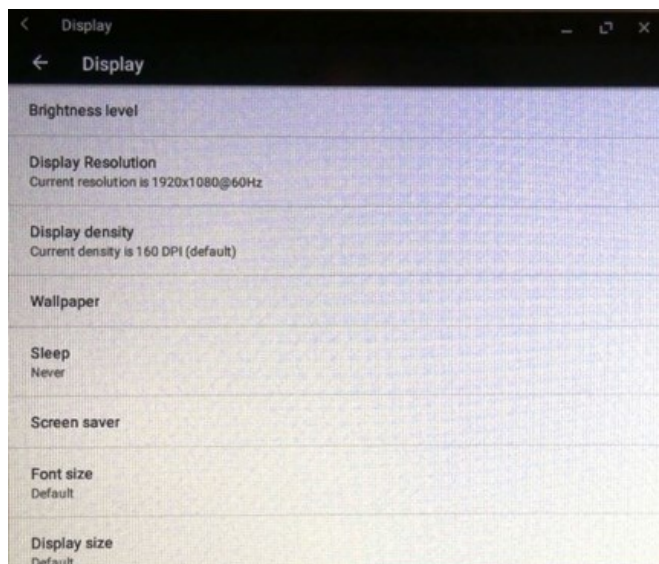 Display
Display
Brightness level
Display Resolution
Current resolution is 1920x1080@60Hz
Display density
Current density is 160 DPI (default)
Wallpaper
Sleep
Never
Screen saver
Font size
Default
Display size
Default